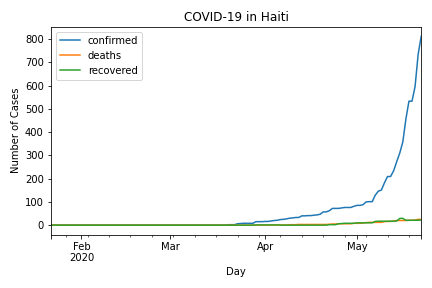 COVID-19 in Haiti
confirmed
deaths
recovered
Number of Cases
800
700
600
500
400
300
200
100
0
Feb
2020
Mar
Apr
May
Day